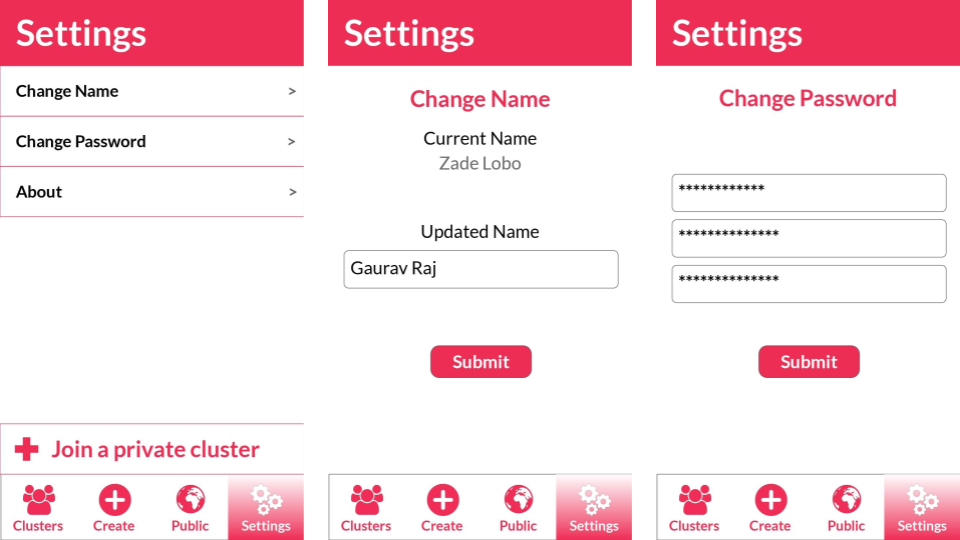 Settings
Change Name >
Change Password >
About >
Join a private cluster
Clusters Create Public Settings
Settings
Change Name
Current Name
Zade Lobo
Updated Name
Gaurav Raj
Submit
Clusters Create Public Settings
Settings
Change Password
************
**************
**************
Submit
Clusters Create Public Settings